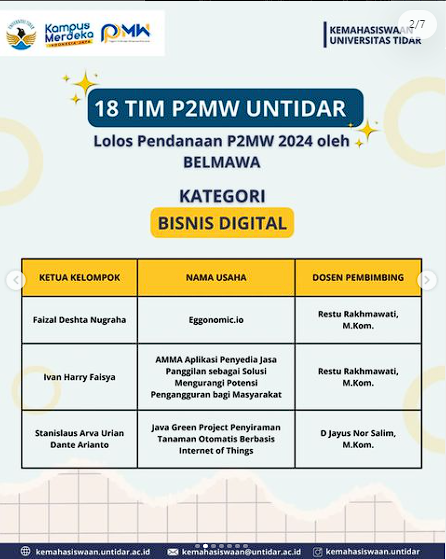 Kampus
Merdeka
INDONESIA JAYA
P2MW
KEMAHASISWAAN
UNIVERSITAS TIDAR
2/7
18 TIM P2MW UNTIDAR
Lolos Pendanaan P2MW 2024 oleh
BELMAWA
KATEGORI
BISNIS DIGITAL
KETUA KELOMPOK
NAMA USAHA
DOSEN PEMBIMBING
Faizal Deshta Nugraha
Eggonomic.io
Restu Rakhmawati,
M.Kom.
Ivan Harry Faisya
AMMA Aplikasi Penyedia Jasa
Panggilan sebagai Solusi
Mengurangi Potensi
Pengangguran bagi Masyarakat
Restu Rakhmawati,
M.Kom.
Stanislaus Arva Urian
Dante Arianto
Java Green Project Penyiraman
Tanaman Otomatis Berbasis
Internet of Things
D Jayus Nor Salim,
M.Kom.
kemahasiswaan.untidar.ac.id
kemahasiswaan@untidar.ac.id
kemahasiswaan.untidar